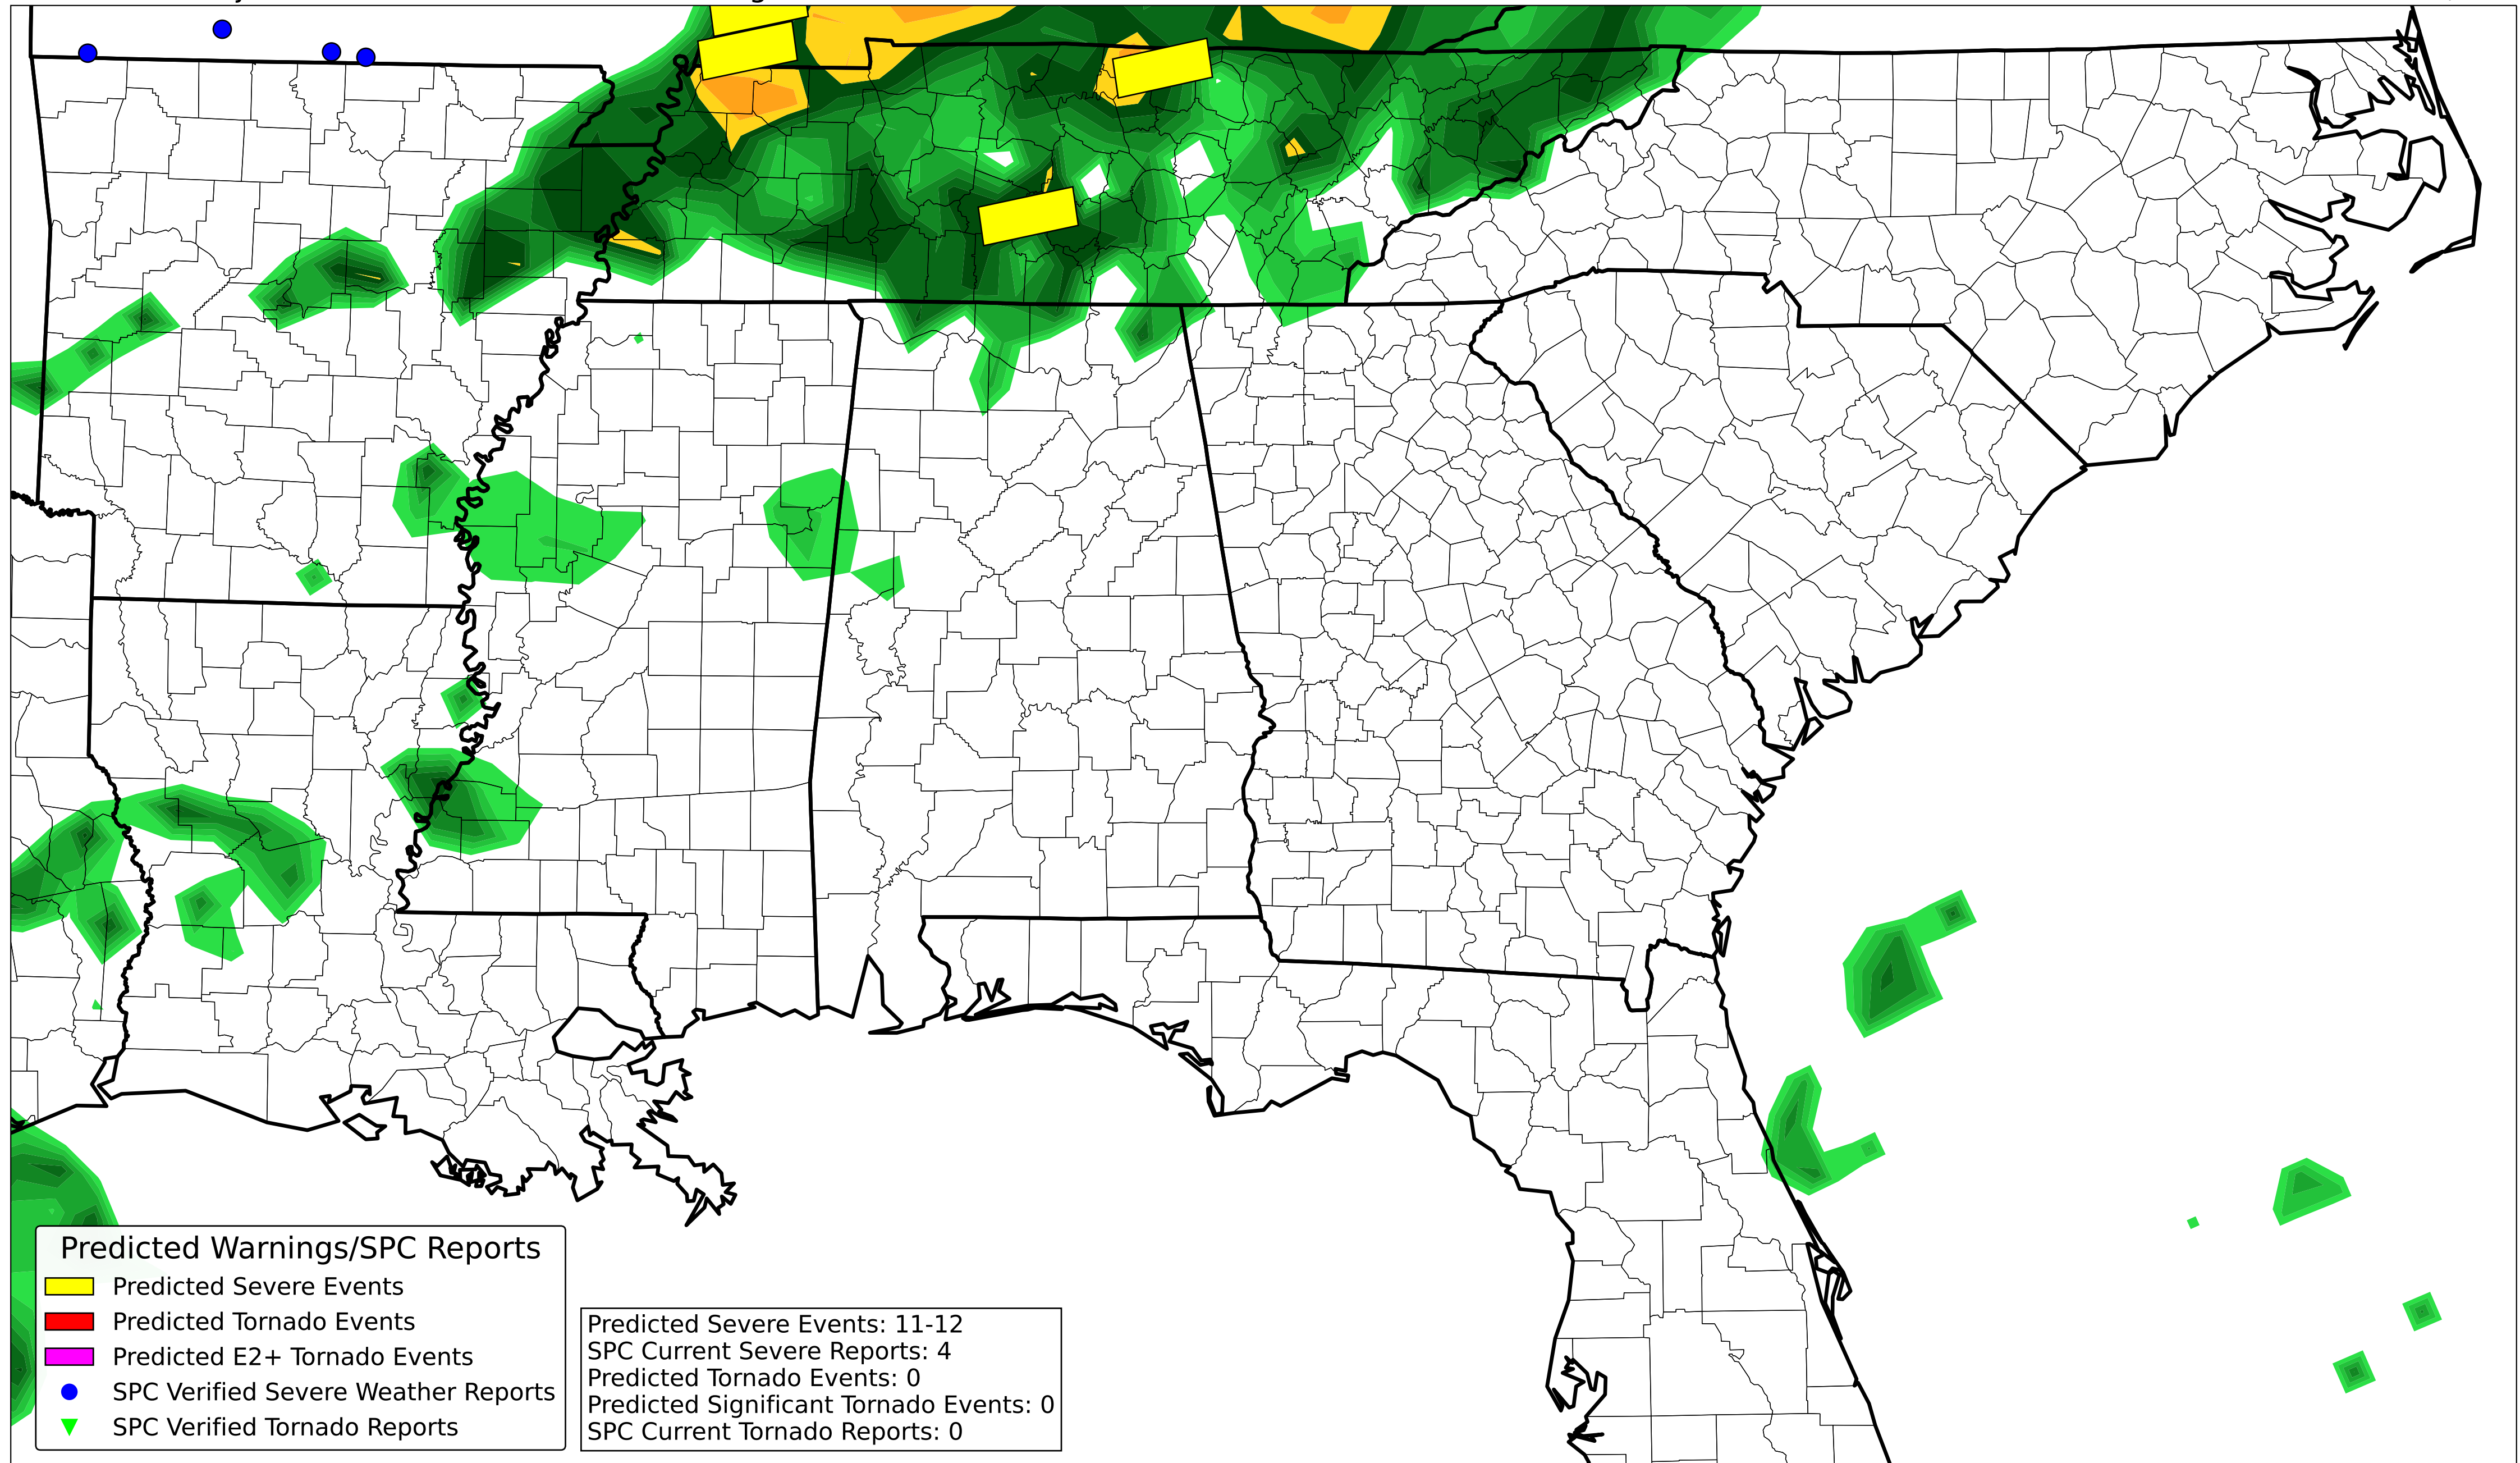 Predicted Warnings/SPC Reports
Predicted Severe Events
Predicted Tornado Events
Predicted E2+ Tornado Events
SPC Verified Severe Weather Reports
SPC Verified Tornado Reports
Predicted Severe Events: 11-12
SPC Current Severe Reports: 4
Predicted Tornado Events: 0
Predicted Significant Tornado Events: 0
SPC Current Tornado Reports: 0